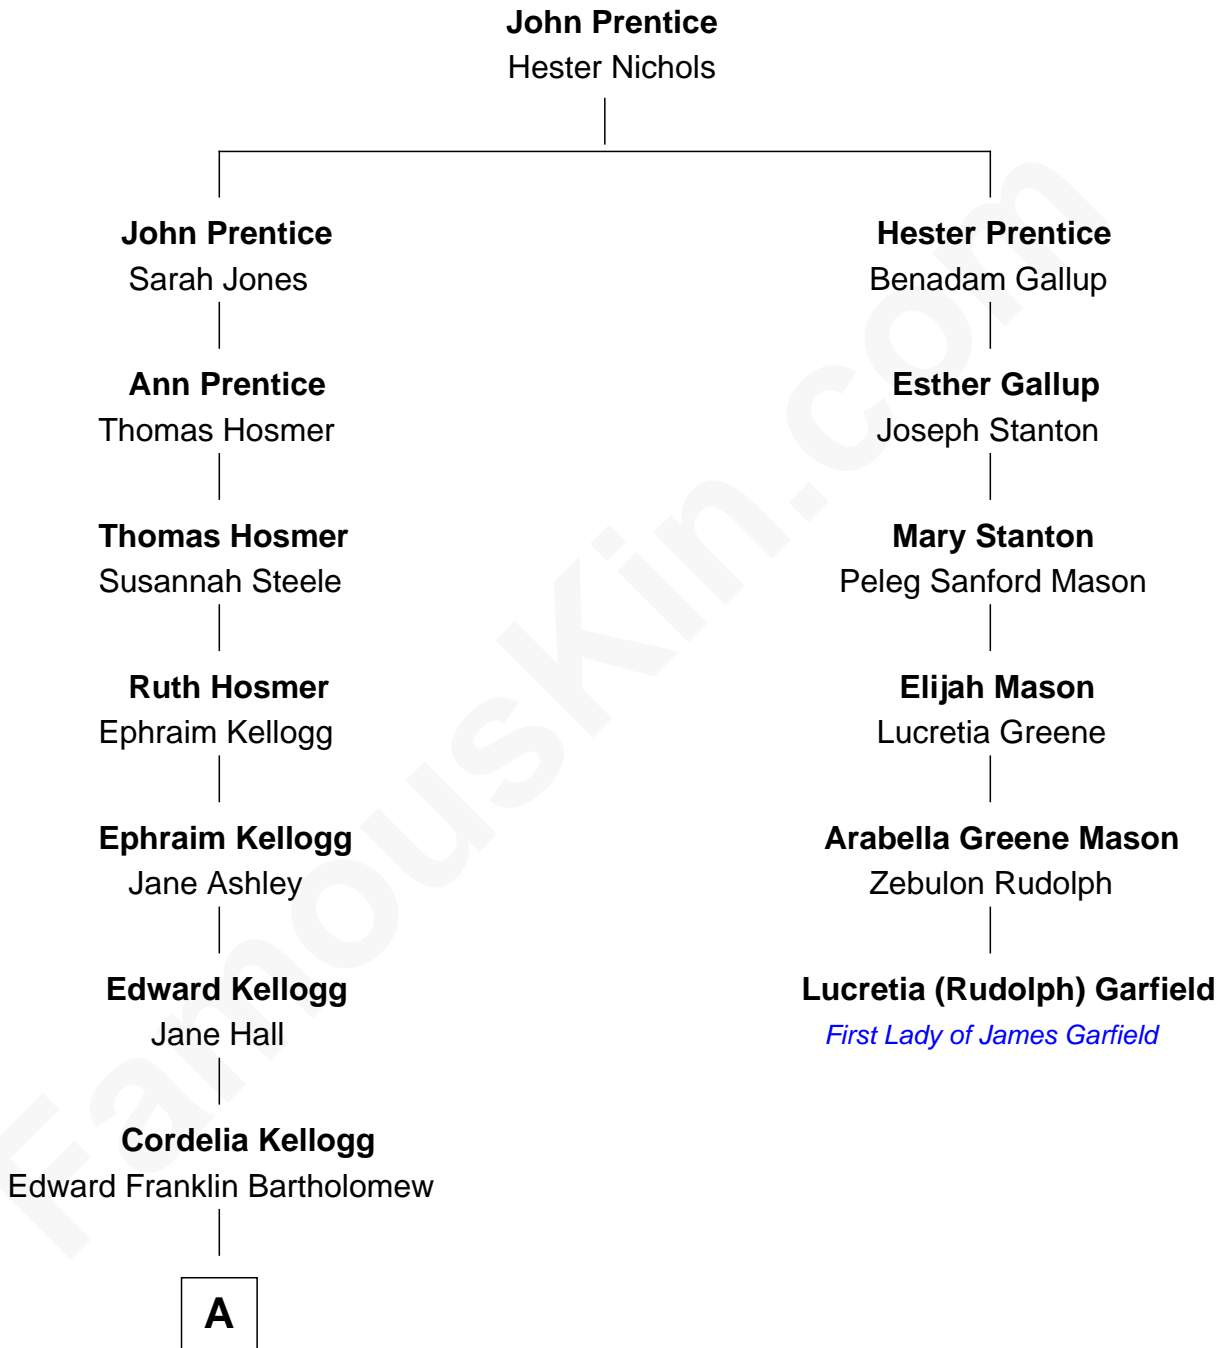 John Prentice
Hester Nichols
John Prentice
Sarah Jones
Hester Prentice
Benadam Gallup
Ann Prentice
Thomas Hosmer
Esther Gallup
Joseph Stanton
Thomas Hosmer
Susannah Steele
Mary Stanton
Peleg Sanford Mason
Ruth Hosmer
Ephraim Kellogg
Elijah Mason
Lucretia Greene
Ephraim Kellogg
Jane Ashley
Arabella Greene Mason
Zebulon Rudolph
Edward Kellogg
Jane Hall
Lucretia (Rudolph) Garfield
First Lady of James Garfield
Cordelia Kellogg
Edward Franklin Bartholomew
A
FamousKin.com